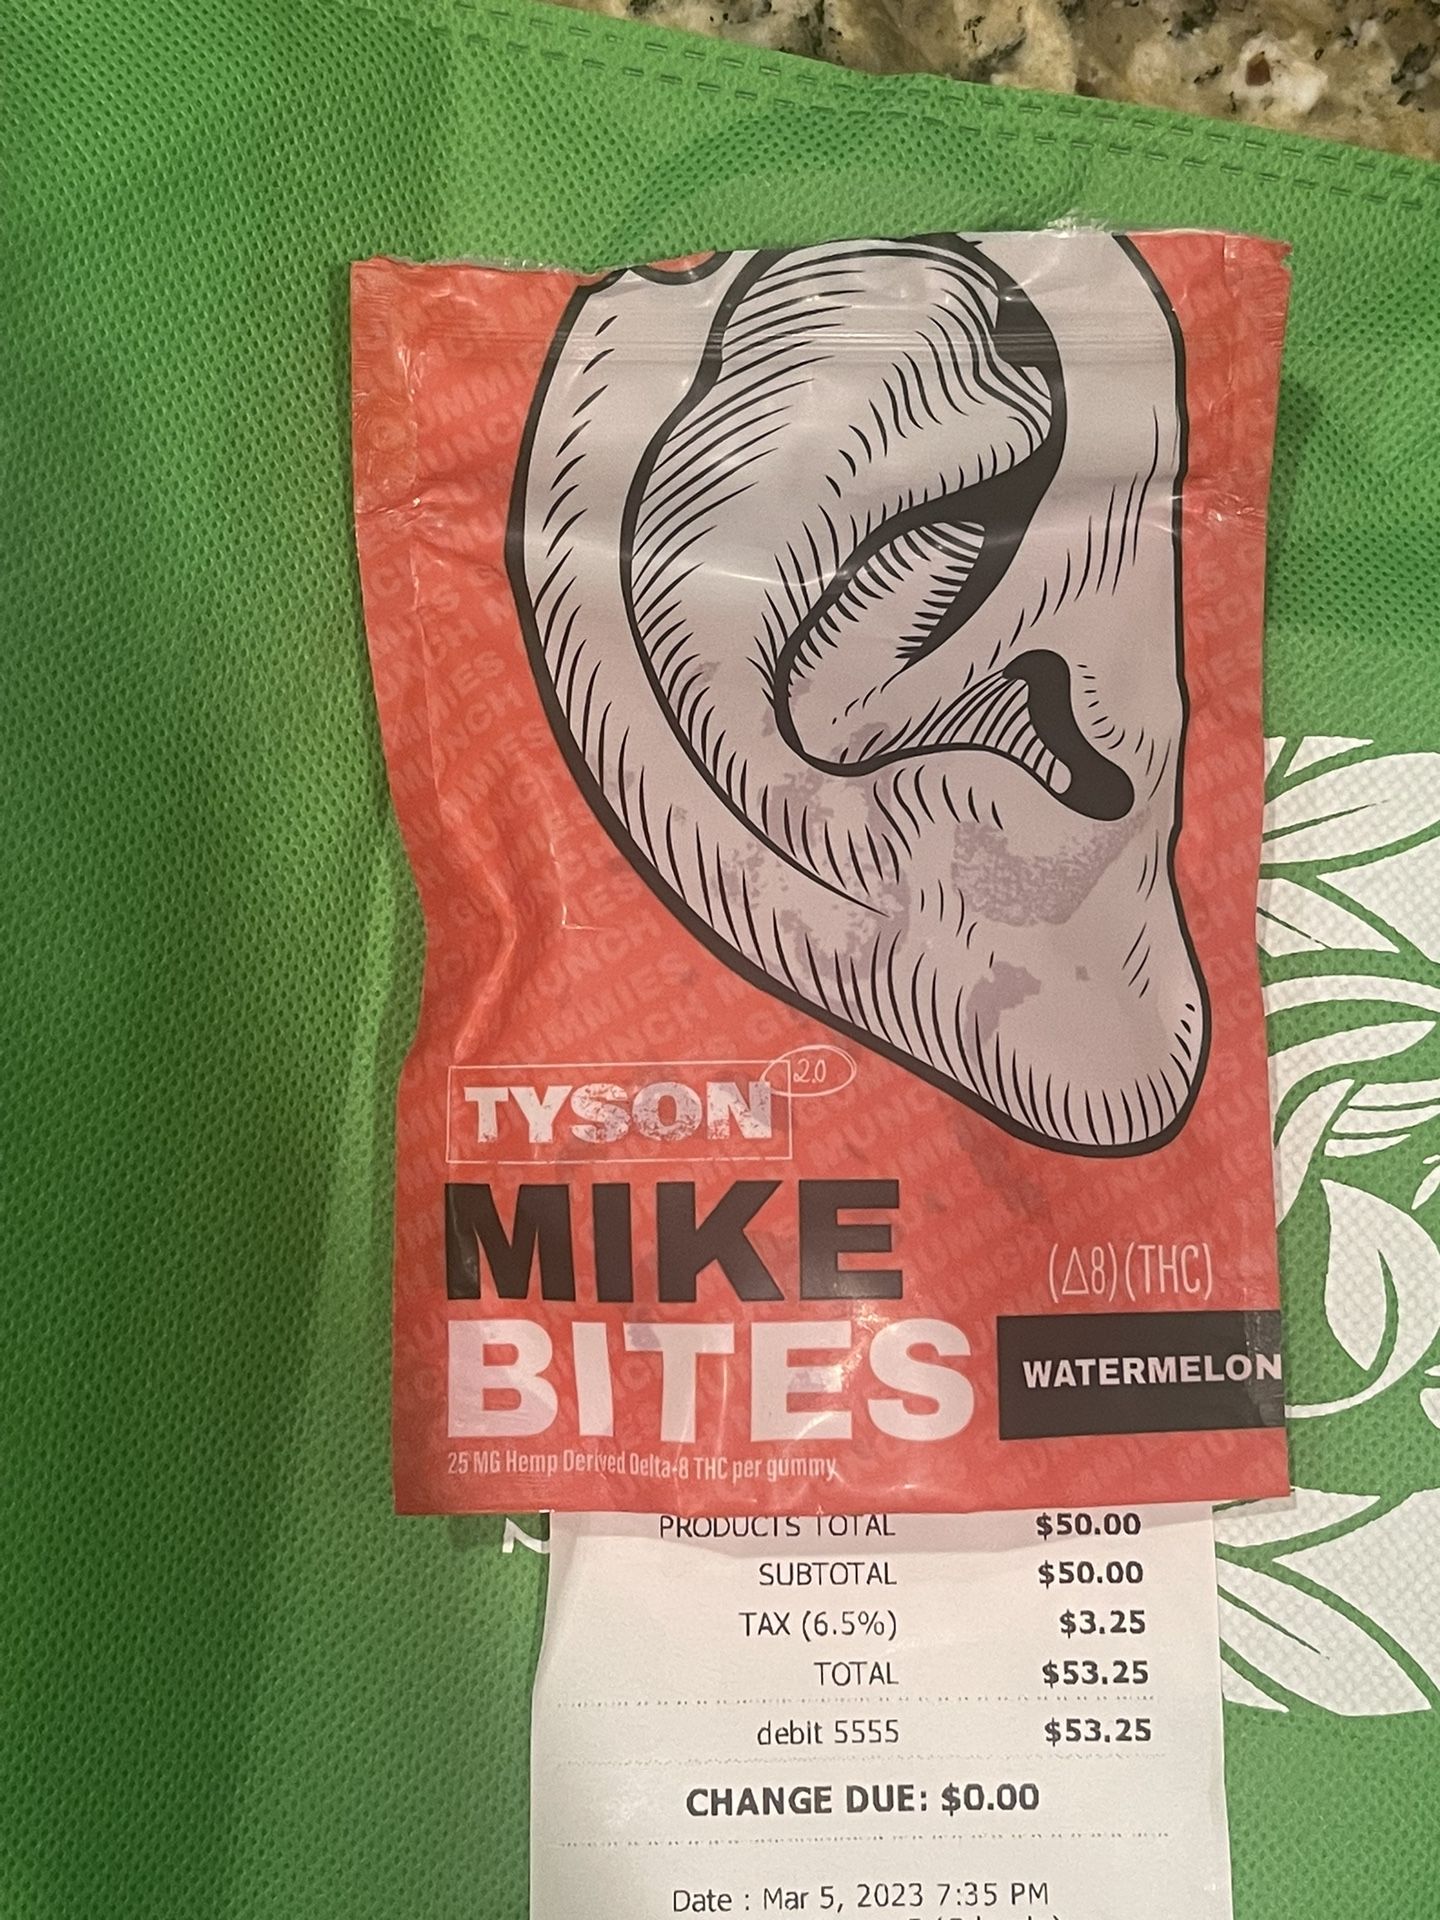 TYSON 2.0
MIKE
BITES
(Δ8)(THC)
WATERMELON
25 MG Hemp Derived Delta-8 THC per gummy
PRODUCTS TOTAL $50.00
SUBTOTAL $50.00
TAX (6.5%) $3.25
TOTAL $53.25
debit 5555 $53.25
CHANGE DUE: $0.00
Date : Mar 5, 2023 7:35 PM